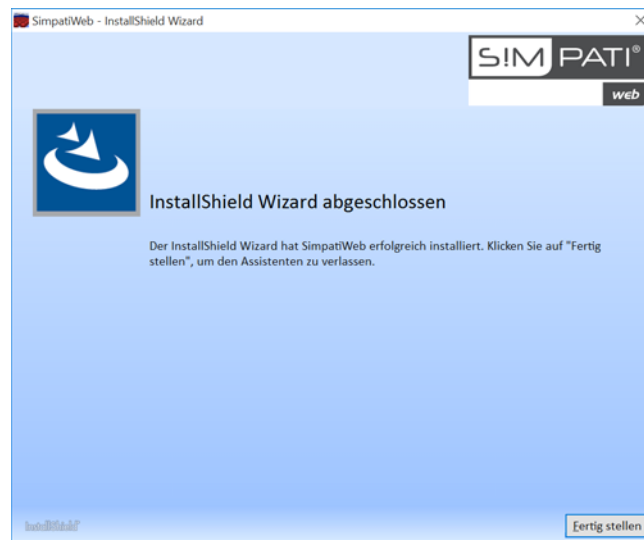 SimpatiWeb - InstallShield Wizard
S!MPATI®
web
InstallShield Wizard abgeschlossen
Der InstallShield Wizard hat SimpatiWeb erfolgreich installiert. Klicken Sie auf "Fertig
stellen", um den Assistenten zu verlassen.
InstallShield
Fertig stellen